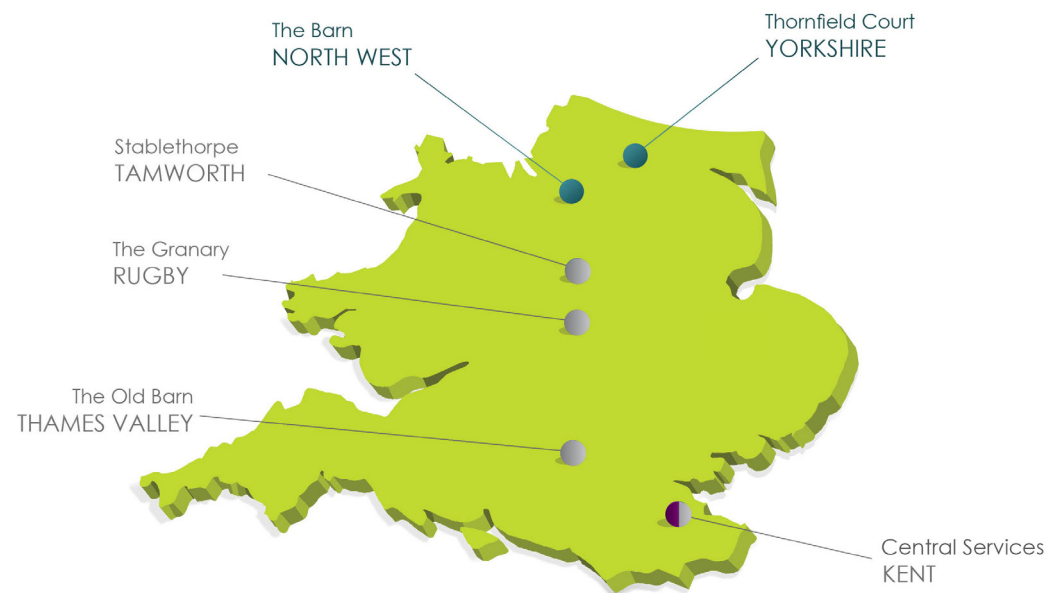 The Barn
NORTH WEST
Thornfield Court
YORKSHIRE
Stablethorpe
TAMWORTH
The Granary
RUGBY
The Old Barn
THAMES VALLEY
Central Services
KENT